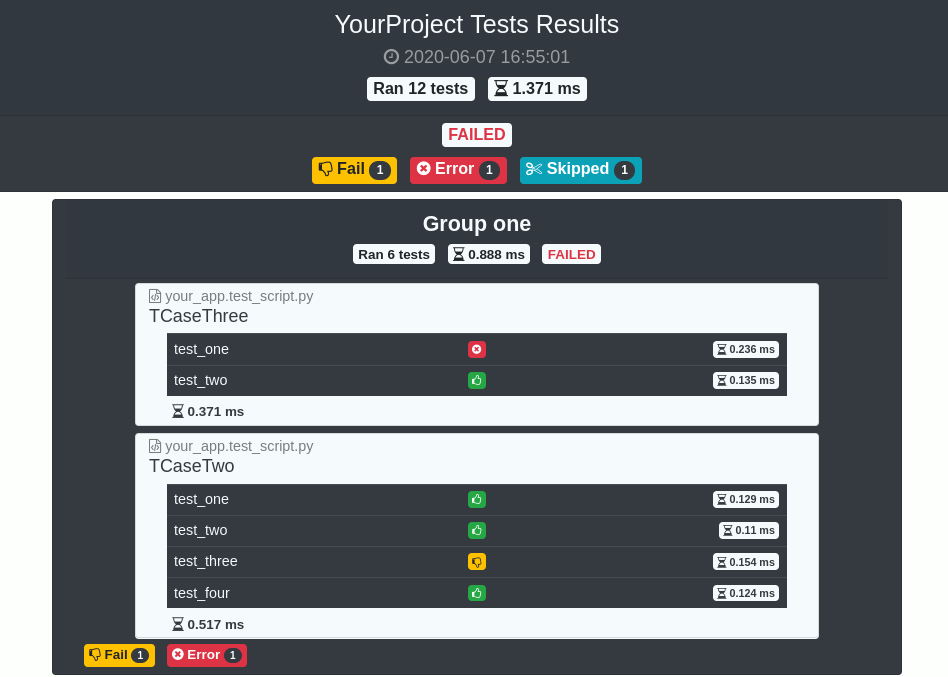 YourProject Tests Results
2020-06-07 16:55:01
Ran 12 tests 1.371 ms
FAILED
Fail 1 Error 1 Skipped 1
Group one
Ran 6 tests 0.888 ms FAILED
your_app.test_script.py
TCaseThree
test_one 0.236 ms
test_two 0.135 ms
0.371 ms
your_app.test_script.py
TCaseTwo
test_one 0.129 ms
test_two 0.11 ms
test_three 0.154 ms
test_four 0.124 ms
0.517 ms
Fail 1 Error 1